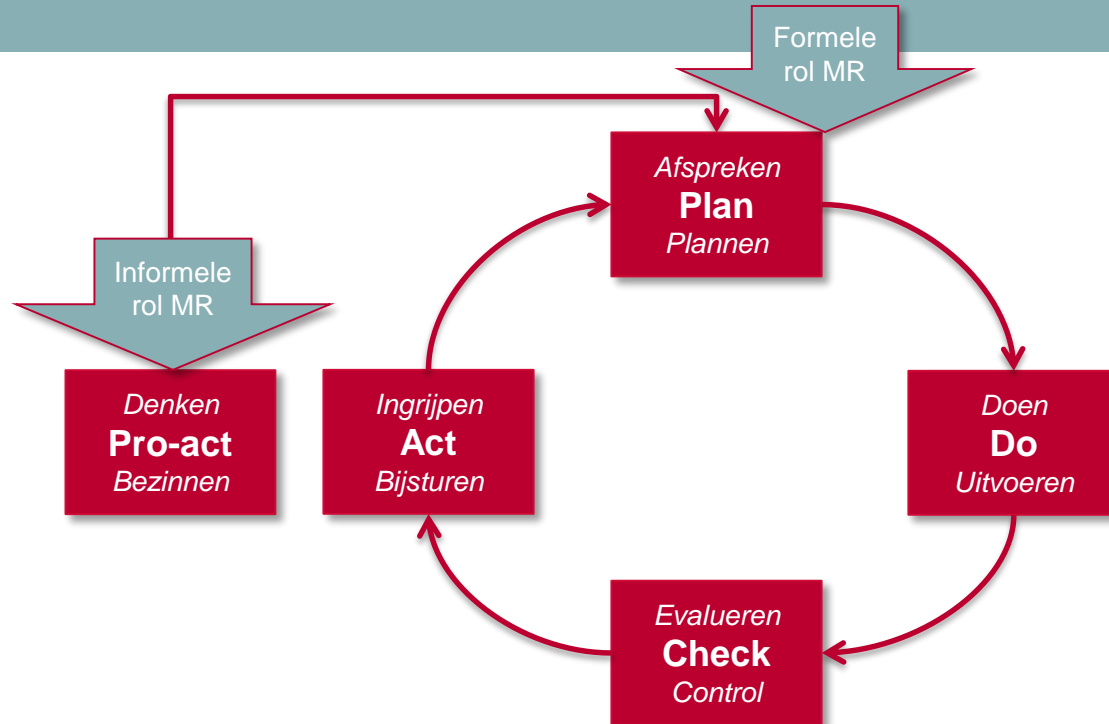 Formele
rol MR
Afspreken
Plan
Plannen
Informele
rol MR
Denken
Pro-act
Bezinnen
Ingrijpen
Act
Bijsturen
Doen
Do
Uitvoeren
Evalueren
Check
Control